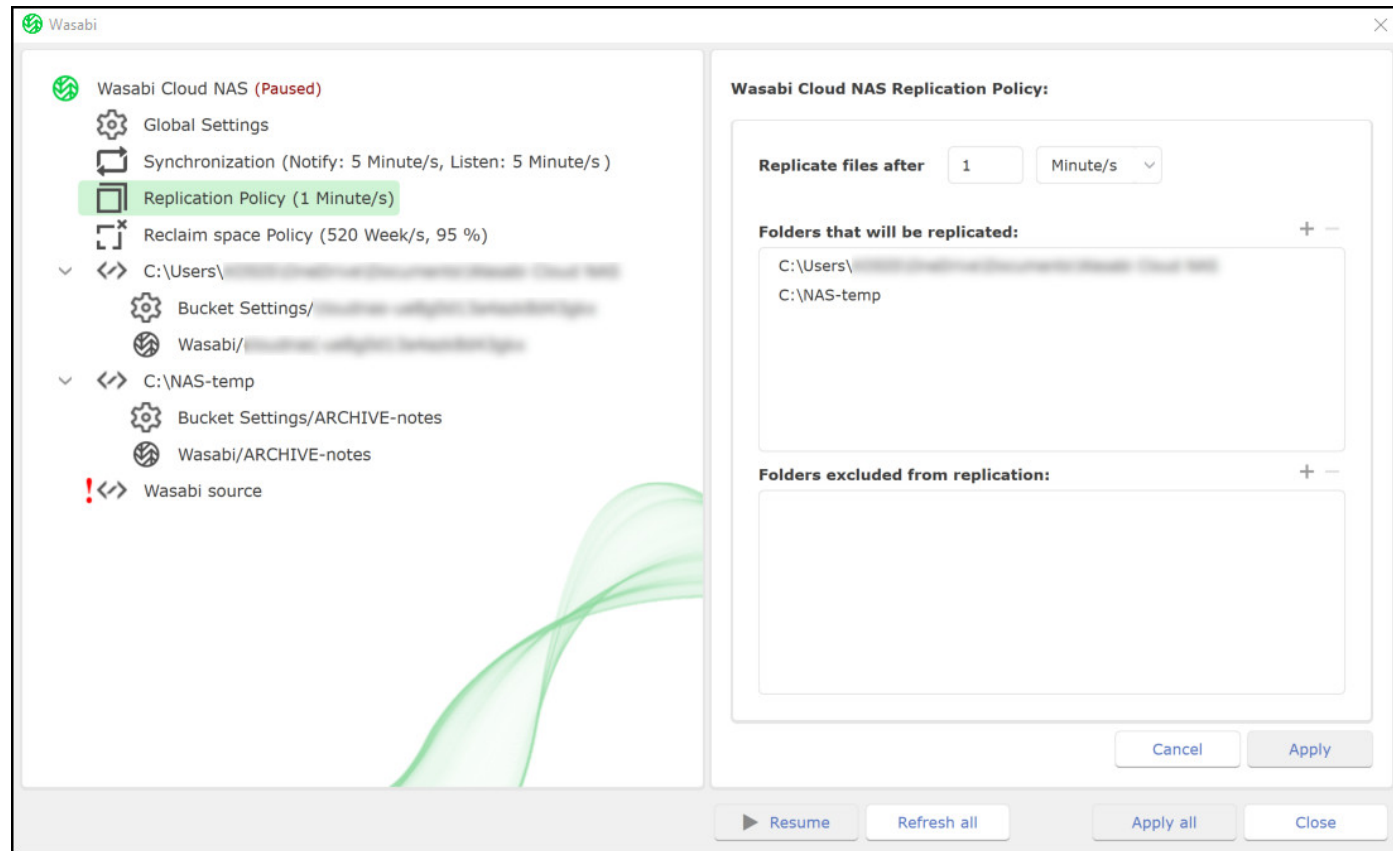 Wasabi
Wasabi Cloud NAS (Paused)
Global Settings
Synchronization (Notify: 5 Minute/s, Listen: 5 Minute/s )
Replication Policy (1 Minute/s)
Reclaim space Policy (520 Week/s, 95 %)
C:\Users\
Bucket Settings/
Wasabi/
C:\NAS-temp
Bucket Settings/ARCHIVE-notes
Wasabi/ARCHIVE-notes
! Wasabi source
Wasabi Cloud NAS Replication Policy:
Replicate files after 1 Minute/s
Folders that will be replicated:
C:\Users\
C:\NAS-temp
Folders excluded from replication:
Cancel Apply
Resume Refresh all Apply all Close